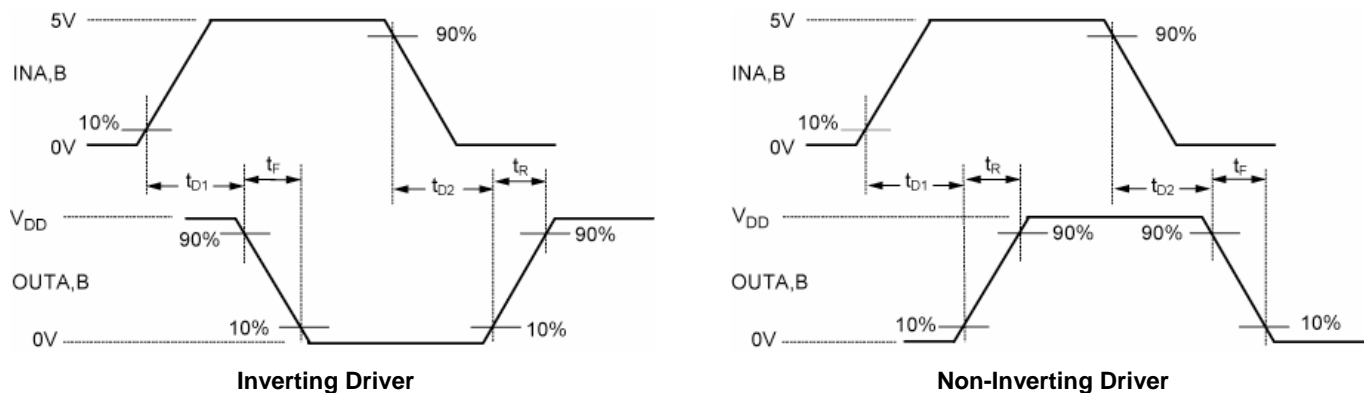 5V
90%
INA,B
10%
0V
tD1
tF
tD2
tR
VDD
90%
90%
OUTA,B
10%
10%
0V
Inverting Driver
5V
90%
INA,B
10%
0V
tD1
tR
tD2
tF
VDD
90%
90%
OUTA,B
10%
10%
0V
Non-Inverting Driver